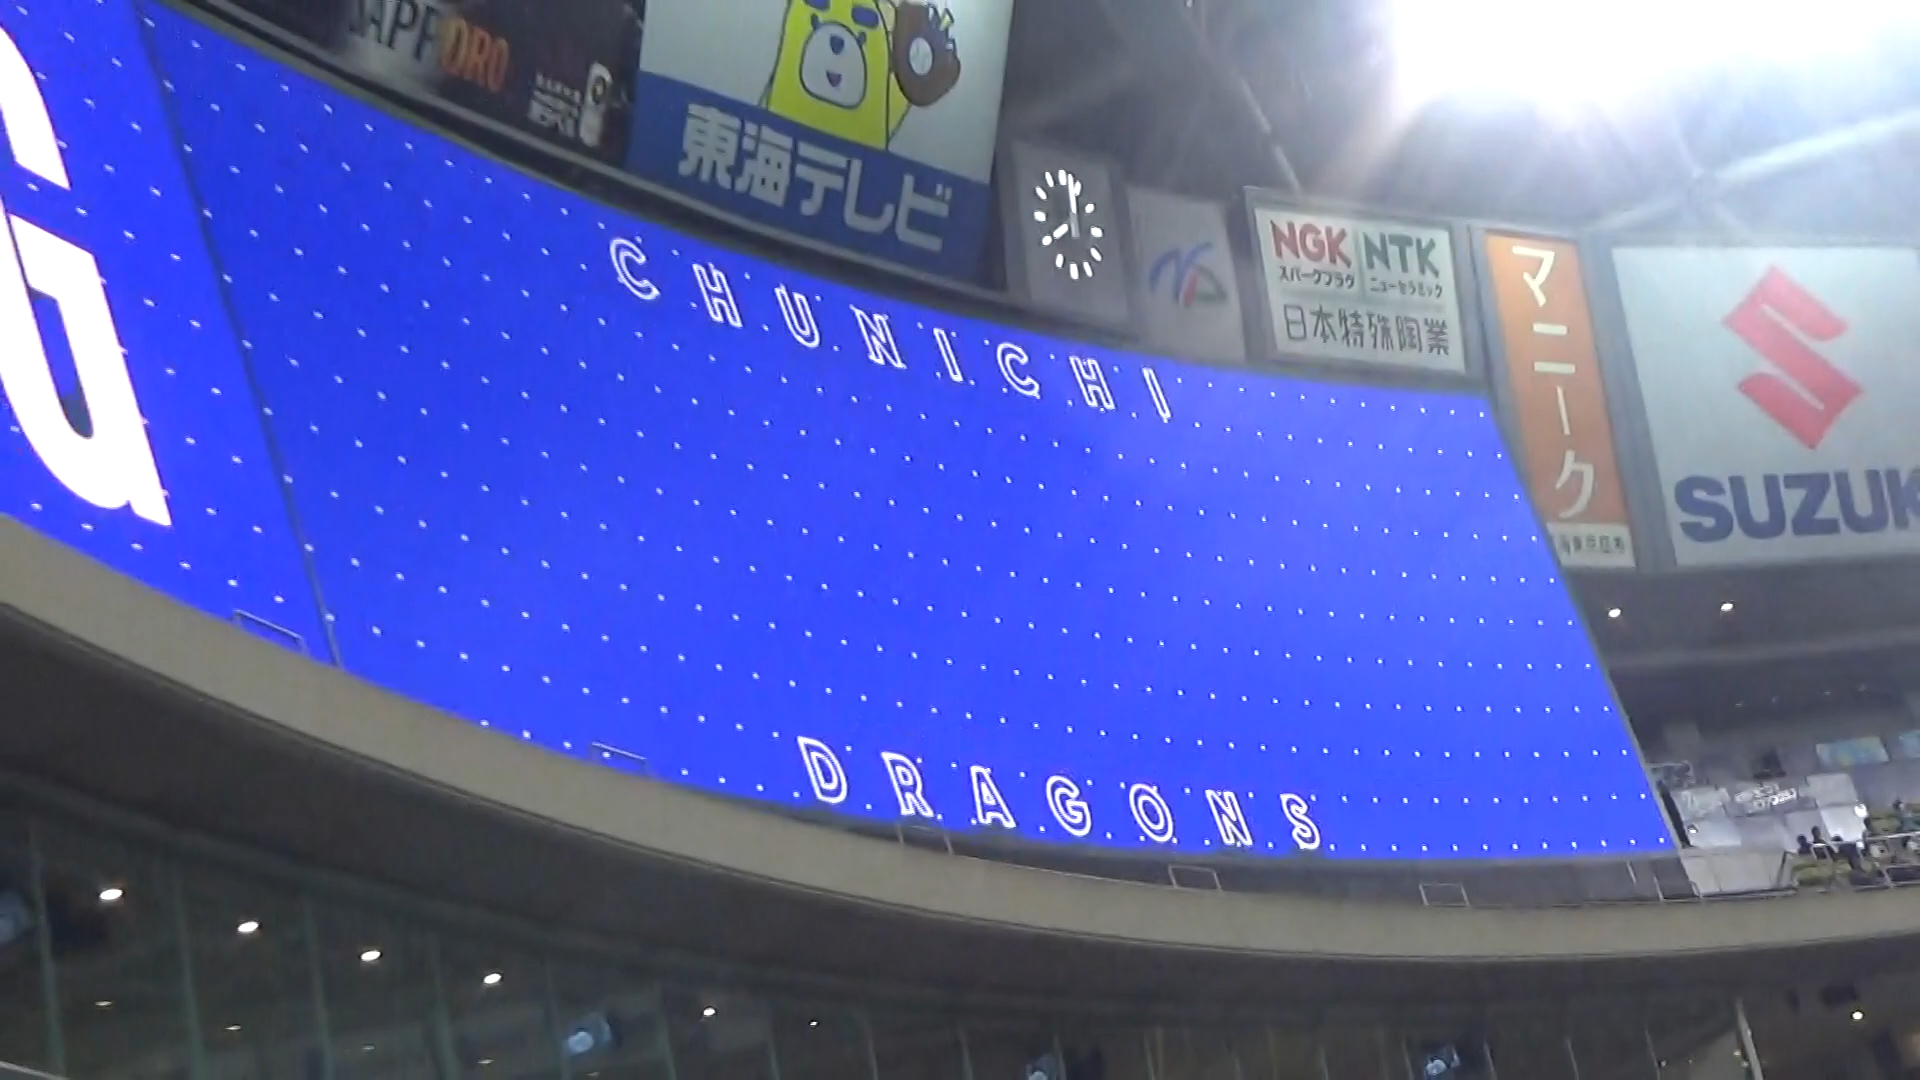 SAPPORO
東海テレビ
NGK NTK
スパークプラグ ニューセラミック
日本特殊陶業
マニーク
SUZUK
CHUNICHI
DRAGONS
G